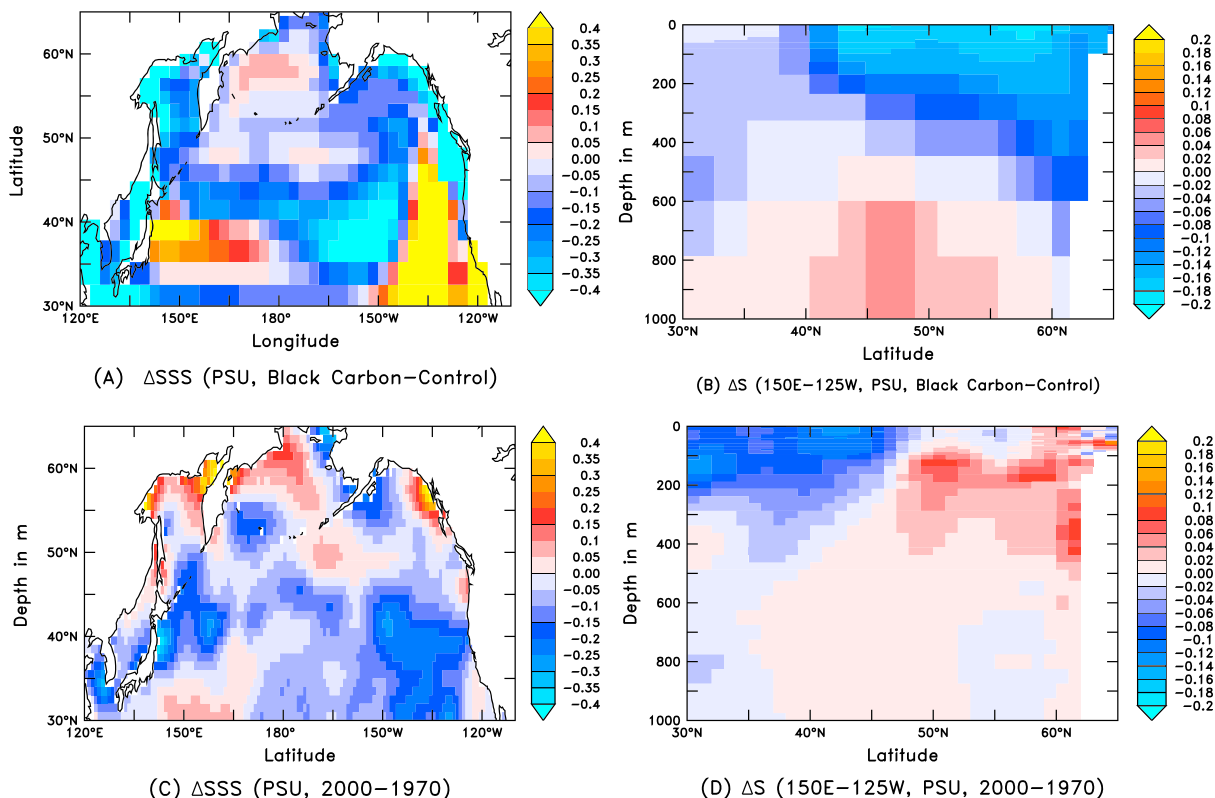 60°N
50°N
40°N
30°N
120°E
150°E
180°E
150°W
120°W
Latitude
Longitude
0.4
0.35
0.3
0.25
0.2
0.15
0.1
0.05
0.00
−0.05
−0.1
−0.15
−0.2
−0.25
−0.3
−0.35
−0.4
(A) ΔSSS (PSU, Black Carbon−Control)
0
200
400
600
800
1000
30°N
40°N
50°N
60°N
Depth in m
Latitude
0.2
0.18
0.16
0.14
0.12
0.1
0.08
0.06
0.04
0.02
0.00
−0.02
−0.04
−0.06
−0.08
−0.1
−0.12
−0.14
−0.16
−0.18
−0.2
(B) ΔS (150E−125W, PSU, Black Carbon−Control)
60°N
50°N
40°N
30°N
120°E
150°E
180°E
150°W
120°W
Depth in m
Latitude
0.4
0.35
0.3
0.25
0.2
0.15
0.1
0.05
0.00
−0.05
−0.1
−0.15
−0.2
−0.25
−0.3
−0.35
−0.4
(C) ΔSSS (PSU, 2000−1970)
0
200
400
600
800
1000
30°N
40°N
50°N
60°N
Depth in m
Latitude
0.2
0.18
0.16
0.14
0.12
0.1
0.08
0.06
0.04
0.02
0.00
−0.02
−0.04
−0.06
−0.08
−0.1
−0.12
−0.14
−0.16
−0.18
−0.2
(D) ΔS (150E−125W, PSU, 2000−1970)